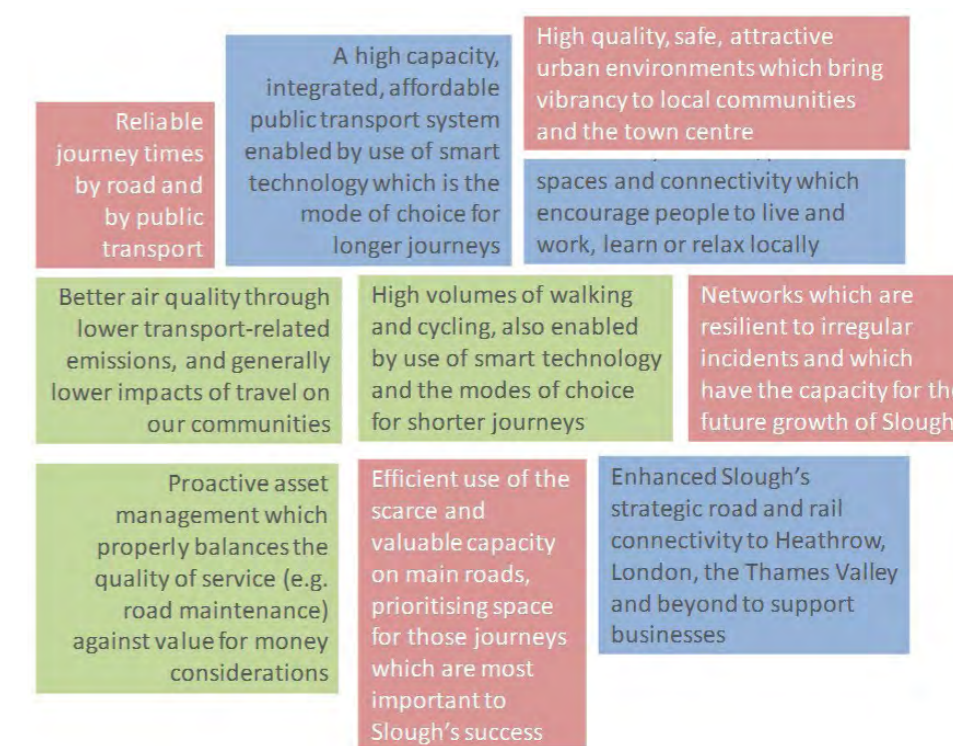 Reliable
journey times
by road and
by public
transport
A high capacity,
integrated, affordable
public transport system
enabled by use of smart
technology which is the
mode of choice for
longer journeys
High quality, safe, attractive
urban environments which bring
vibrancy to local communities
and the town centre
spaces and connectivity which
encourage people to live and
work, learn or relax locally
Better air quality through
lower transport-related
emissions, and generally
lower impacts of travel on
our communities
High volumes of walking
and cycling, also enabled
by use of smart technology
and the modes of choice
for shorter journeys
Networks which are
resilient to irregular
incidents and which
have the capacity for the
future growth of Slough
Proactive asset
management which
properly balances the
quality of service (e.g.
road maintenance)
against value for money
considerations
Efficient use of the
scarce and
valuable capacity
on main roads,
prioritising space
for those journeys
which are most
important to
Slough's success
Enhanced Slough's
strategic road and rail
connectivity to Heathrow,
London, the Thames Valley
and beyond to support
businesses